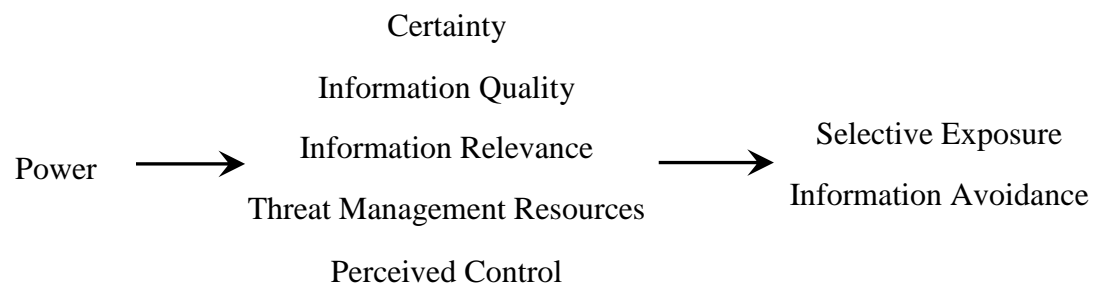 Certainty
Information Quality
Information Relevance
Threat Management Resources
Perceived Control
Power
Selective Exposure
Information Avoidance